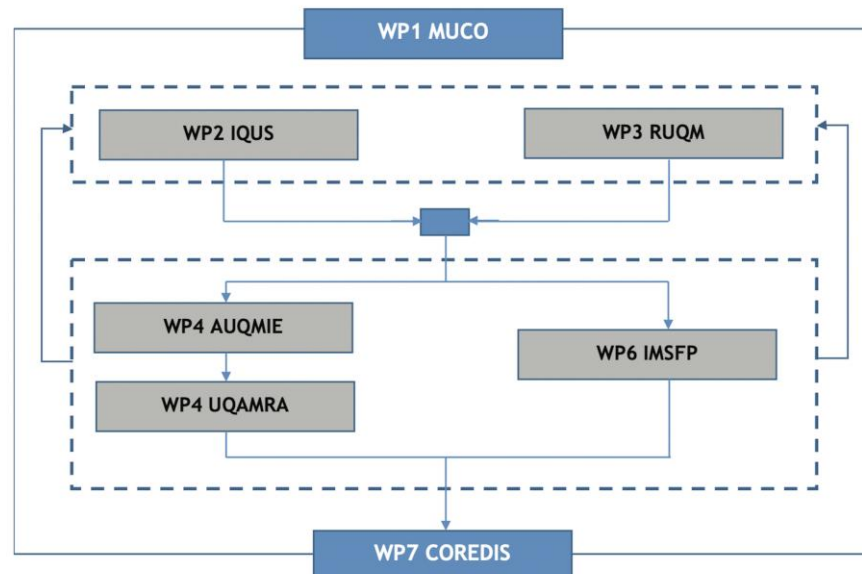 WP1 MUCO
WP2 IQUS
WP3 RUQM
WP4 AUQMIE
WP6 IMSFP
WP4 UQAMRA
WP7 COREDIS